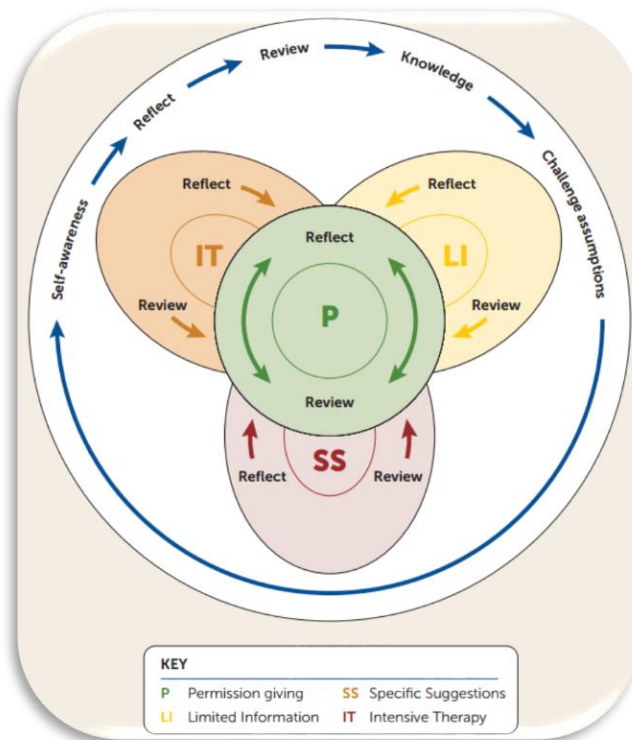 Self-awareness
Reflect
Review
Knowledge
Challenge assumptions
Reflect
IT
Review
Reflect
LI
Review
Reflect
P
Review
SS
Reflect
Review
KEY
P Permission giving SS Specific Suggestions
LI Limited Information IT Intensive Therapy